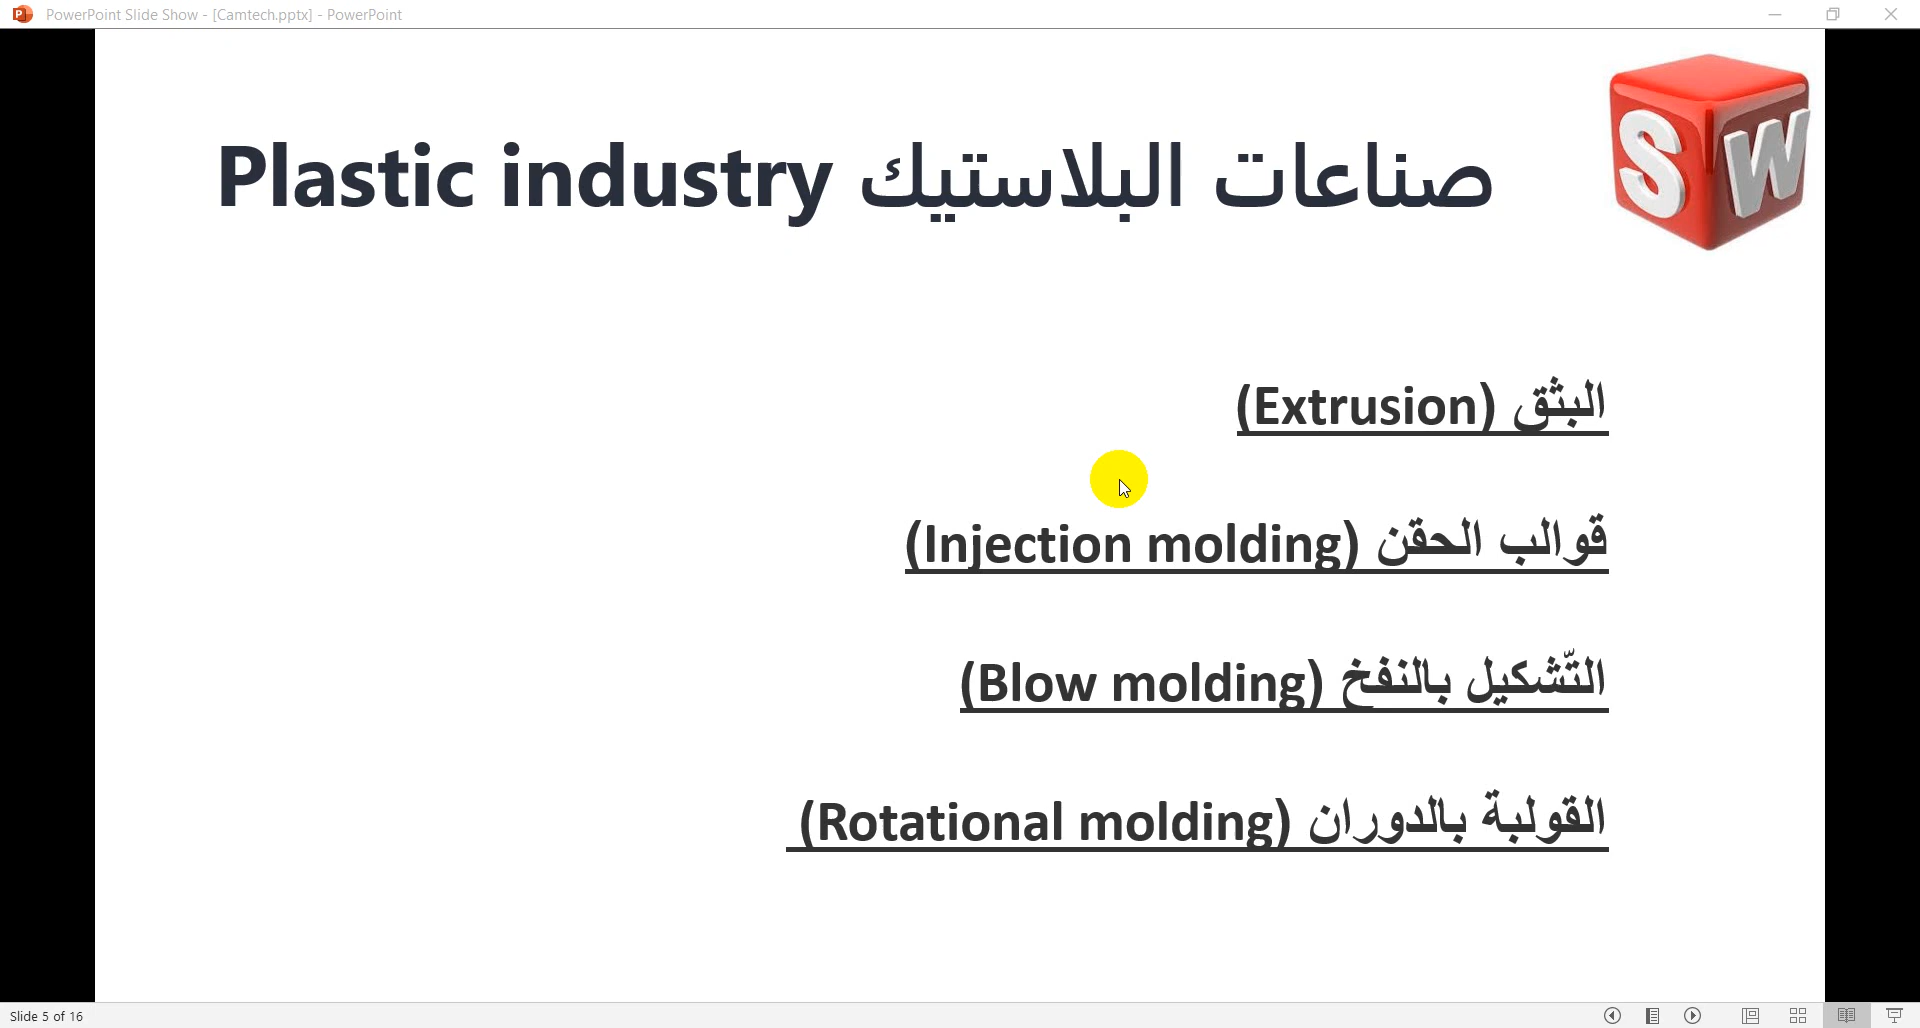 PowerPoint Slide Show - [Camtech.pptx] - PowerPoint
SW
صناعات البلاستيك Plastic industry
البثق (Extrusion)
قوالب الحقن (Injection molding)
التّشكيل بالنفخ (Blow molding)
القولبة بالدوران (Rotational molding)
Slide 5 of 16